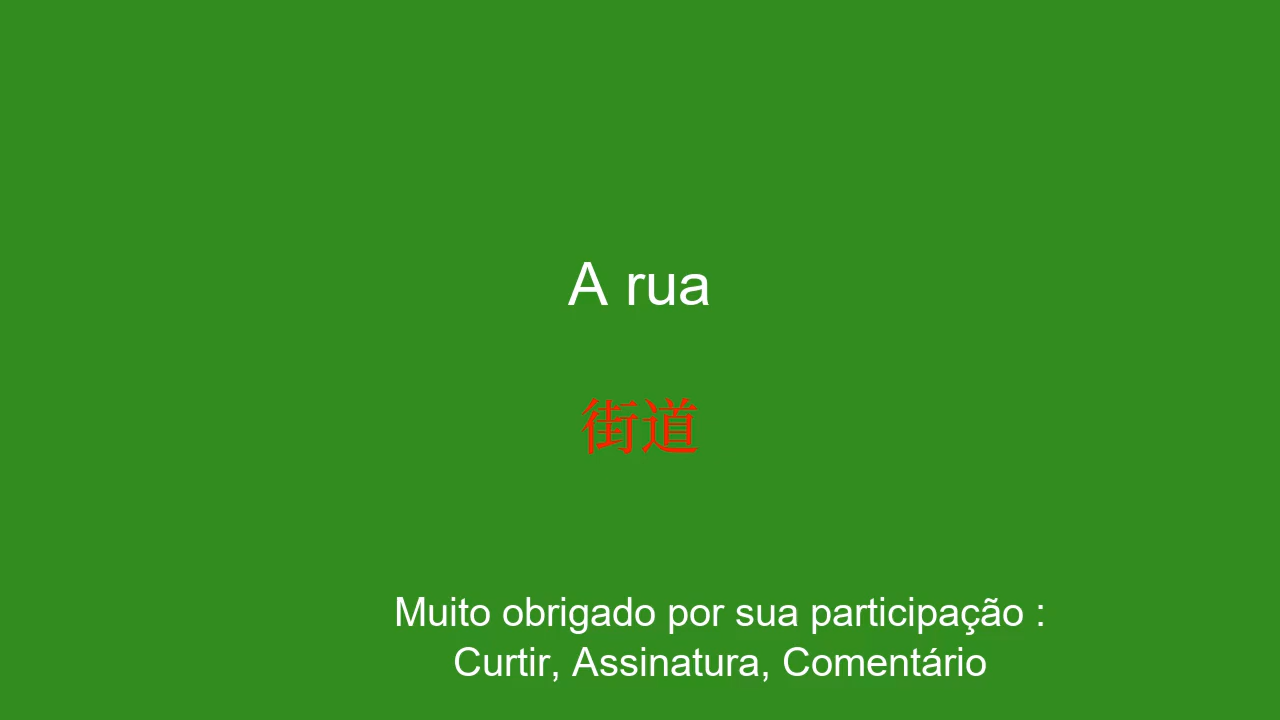 A rua
街道
Muito obrigado por sua participação :
Curtir, Assinatura, Comentário